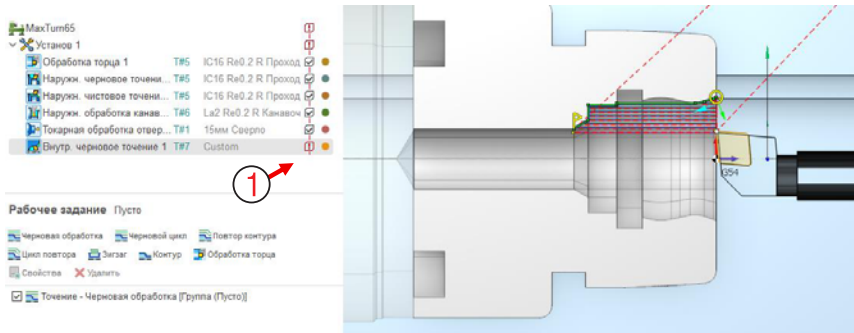 MaxTurn65
Установ 1
Обработка торца 1 T#5 IC16 Re0.2 R Проход
Наружн. черновое точени... T#5 IC16 Re0.2 R Проход
Наружн. чистовое точени... T#5 IC16 Re0.2 R Проход
Наружн. обработка канав... T#6 La2 Re0.2 R Канавоч
Токарная обработка отвер... T#1 15мм Сверло
Внутр. черновое точение 1 T#7 Custom
1
G54
Рабочее задание Пусто
Черновая обработка Черновой цикл Повтор контура
Цикл повтора Зигзаг Контур Обработка торца
Свойства Удалить
Точение - Черновая обработка [Группа (Пусто)]